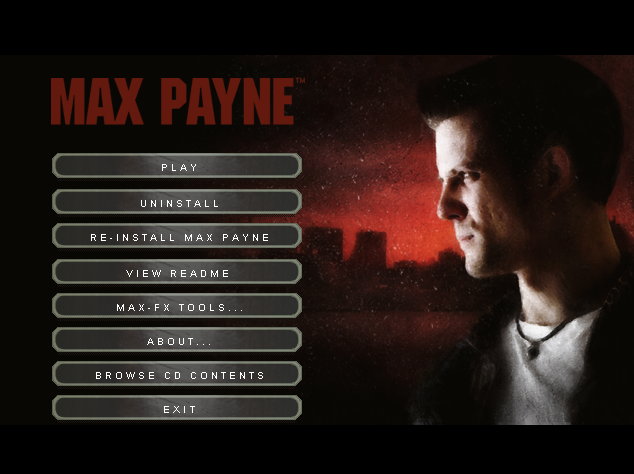 MAX PAYNE™
PLAY
UNINSTALL
RE-INSTALL MAX PAYNE
VIEW README
MAX-FX TOOLS...
ABOUT...
BROWSE CD CONTENTS
EXIT